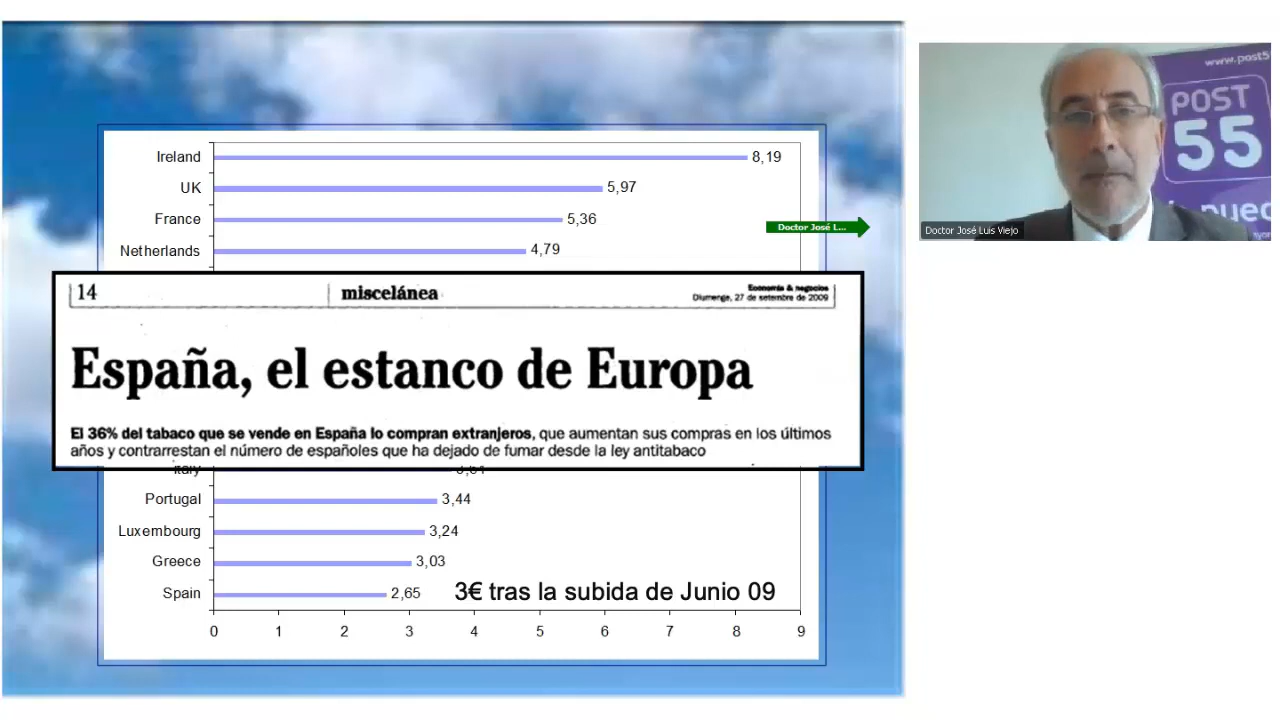 Ireland 8,19
UK 5,97
France 5,36
Netherlands 4,79
14 miscelánea Economía & negocios
Diumenge, 27 de setembre de 2009
España, el estanco de Europa
El 36% del tabaco que se vende en España lo compran extranjeros, que aumentan sus compras en los últimos
años y contrarrestan el número de españoles que ha dejado de fumar desde la ley antitabaco
Italy
Portugal 3,44
Luxembourg 3,24
Greece 3,03
Spain 2,65 3€ tras la subida de Junio 09
0 1 2 3 4 5 6 7 8 9
Doctor José L...
www.post5
POST
55
Doctor José Luis Viejo